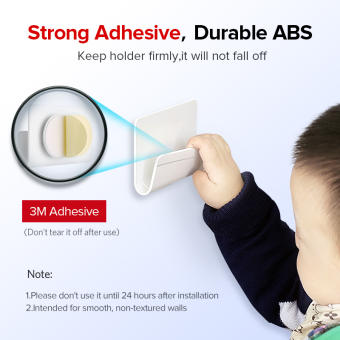 Strong Adhesive, Durable ABS
Keep holder firmly,it will not fall off
3M Adhesive
(Don't tear it off after use)
Note:
1.Please don't use it until 24 hours after installation
2.Intended for smooth, non-textured walls